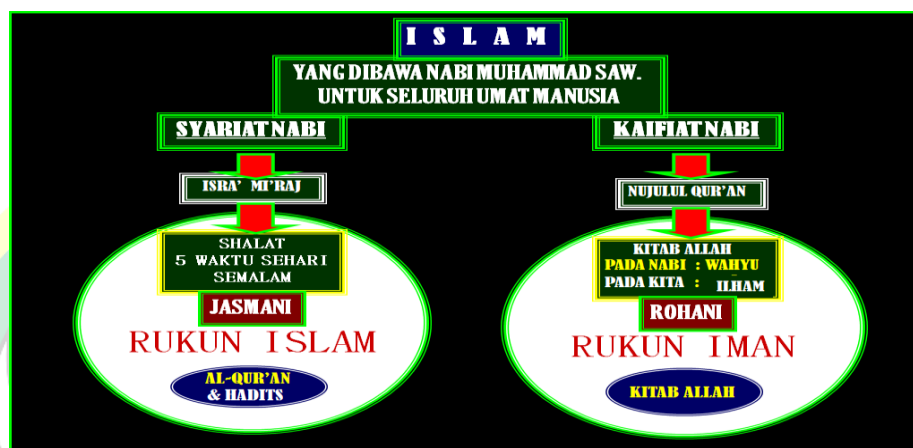 I S L A M
YANG DIBAWA NABI MUHAMMAD SAW.
UNTUK SELURUH UMAT MANUSIA
SYARIAT NABI
ISRA' MI'RAJ
SHALAT
5 WAKTU SEHARI
SEMALAM
JASMANI
RUKUN ISLAM
AL-QUR'AN
& HADITS
KAIFIAT NABI
NUJULUL QUR'AN
KITAB ALLAH
PADA NABI : WAHYU
PADA KITA : ILHAM
ROHANI
RUKUN IMAN
KITAB ALLAH